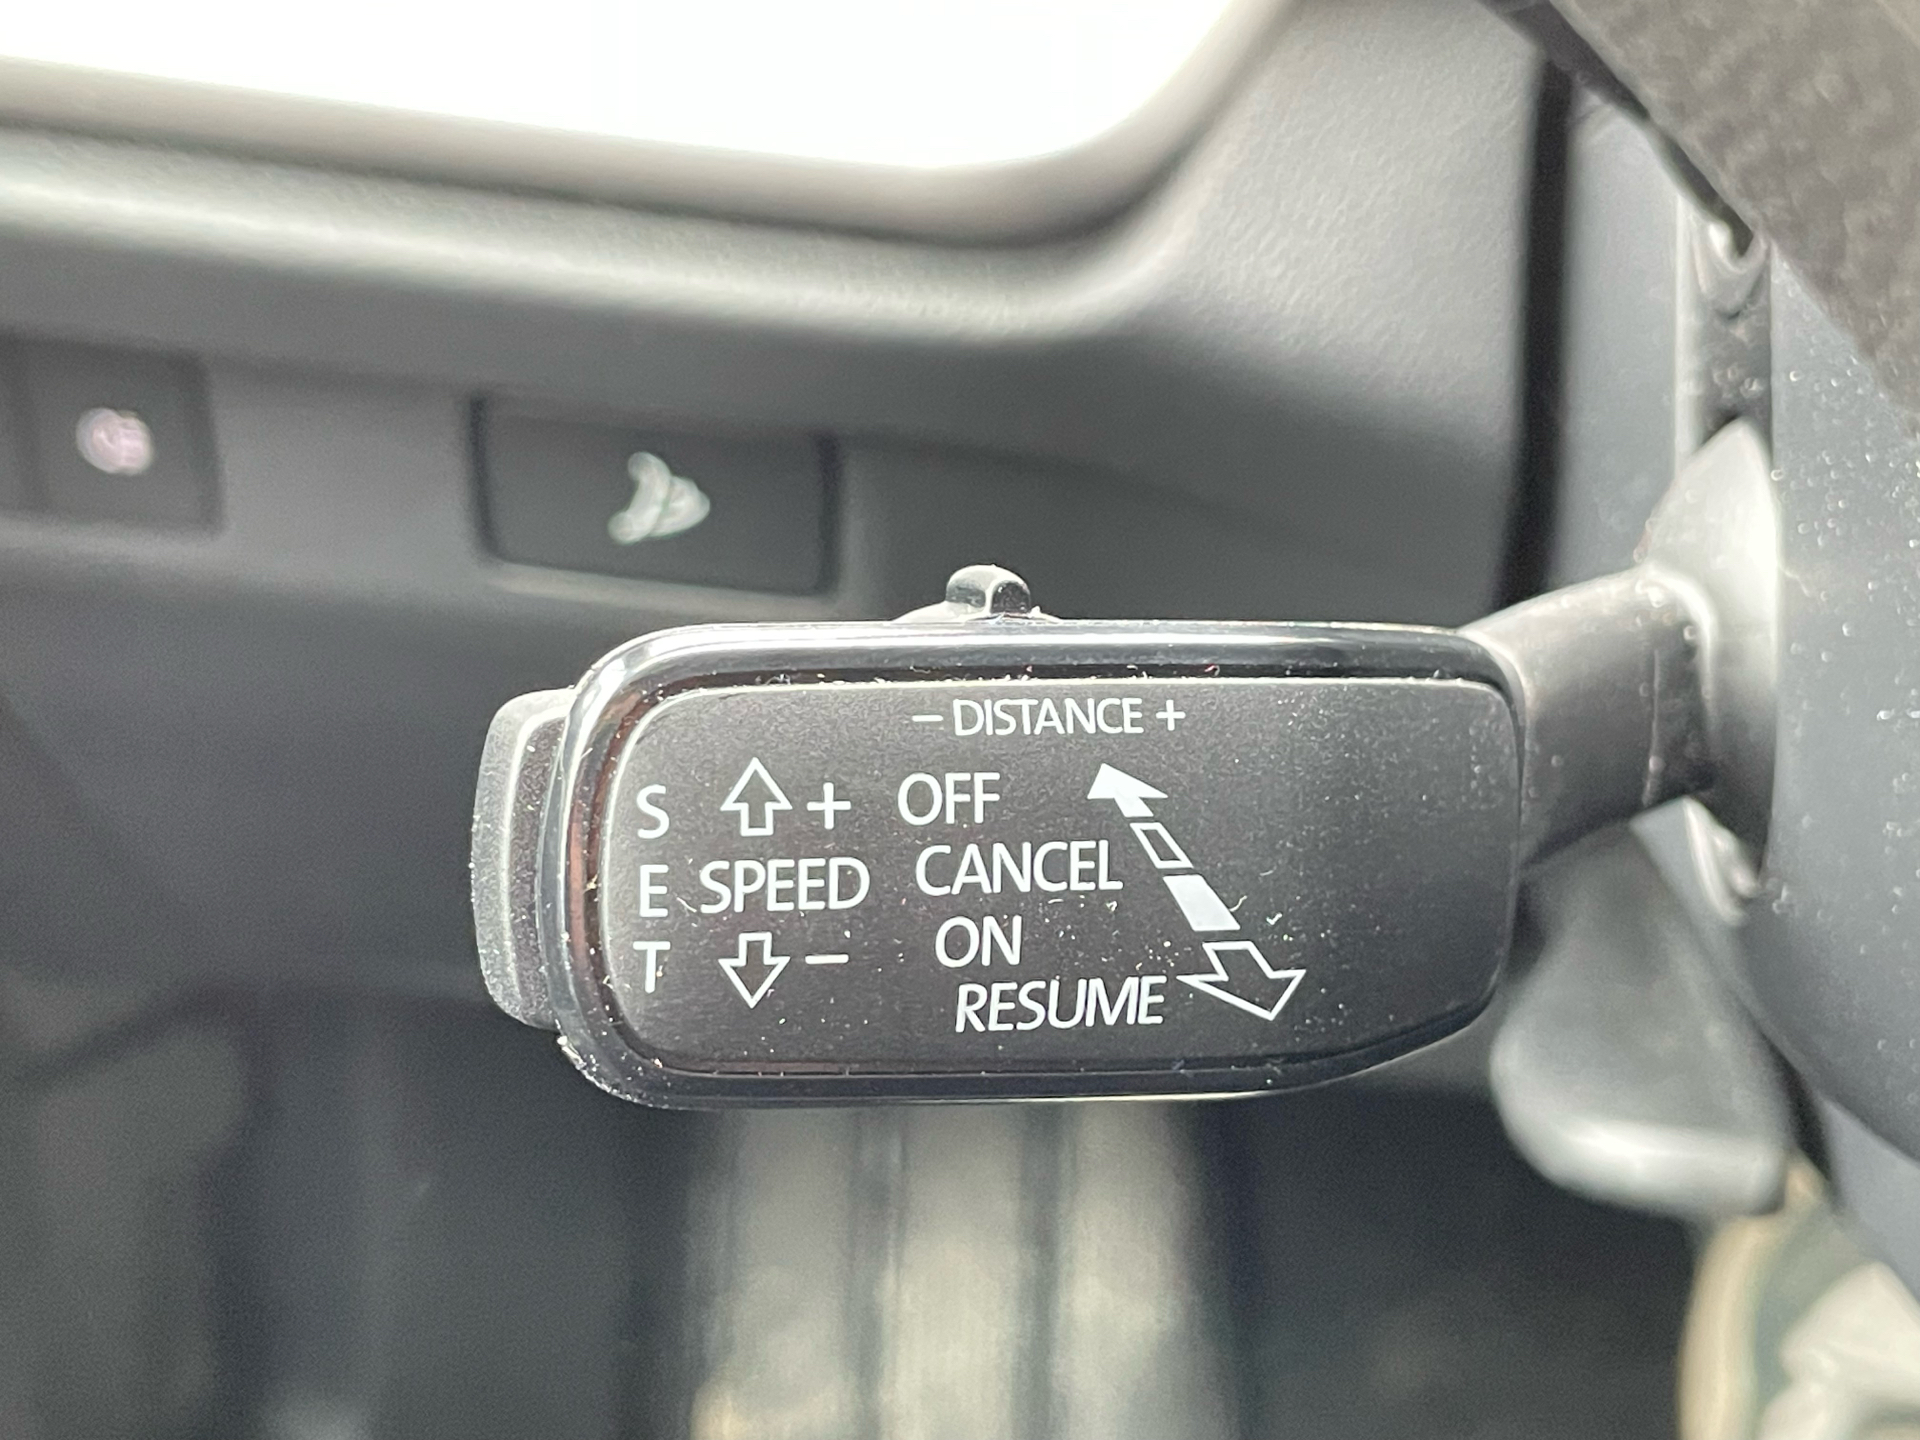 − DISTANCE +
S
E
T
+
SPEED
−
OFF
CANCEL
ON
RESUME